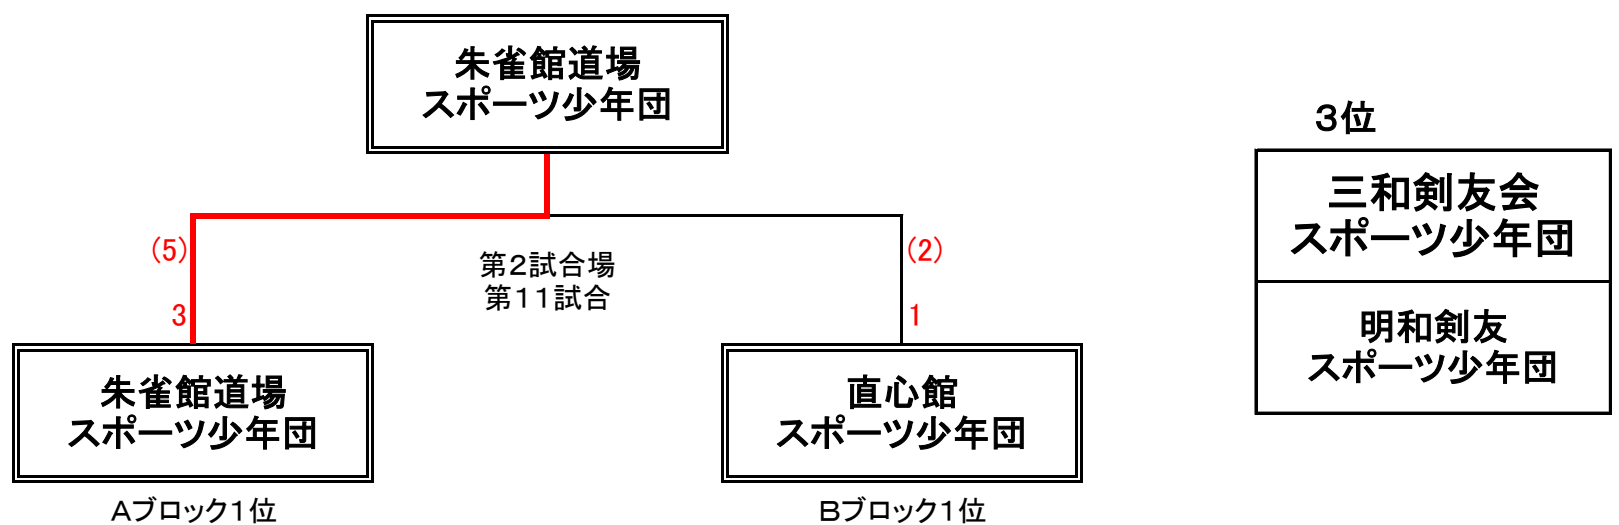 朱雀館道場
スポーツ少年団
(5)
(2)
第２試合場
第１１試合
3
1
朱雀館道場
スポーツ少年団
直心館
スポーツ少年団
Ａブロック１位
Ｂブロック１位
３位
三和剣友会
スポーツ少年団
明和剣友
スポーツ少年団